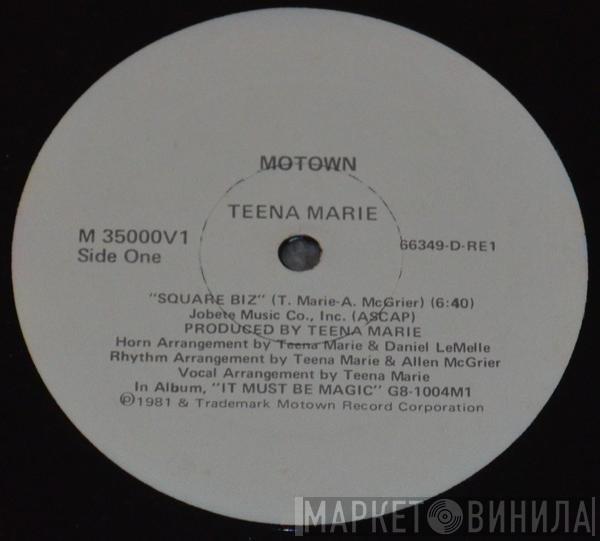 MOTOWN
TEENA MARIE
M 35000V1
Side One
66349-D-RE1
"SQUARE BIZ" (T. Marie-A. McGrier) (6:40)
Jobete Music Co., Inc. (ASCAP)
PRODUCED BY TEENA MARIE
Horn Arrangement by Teena Marie & Daniel LeMelle
Rhythm Arrangement by Teena Marie & Allen McGrier
Vocal Arrangement by Teena Marie
In Album, "IT MUST BE MAGIC" G8-1004M1
℗1981 & Trademark Motown Record Corporation
МАРКЕТ ВИНИЛА